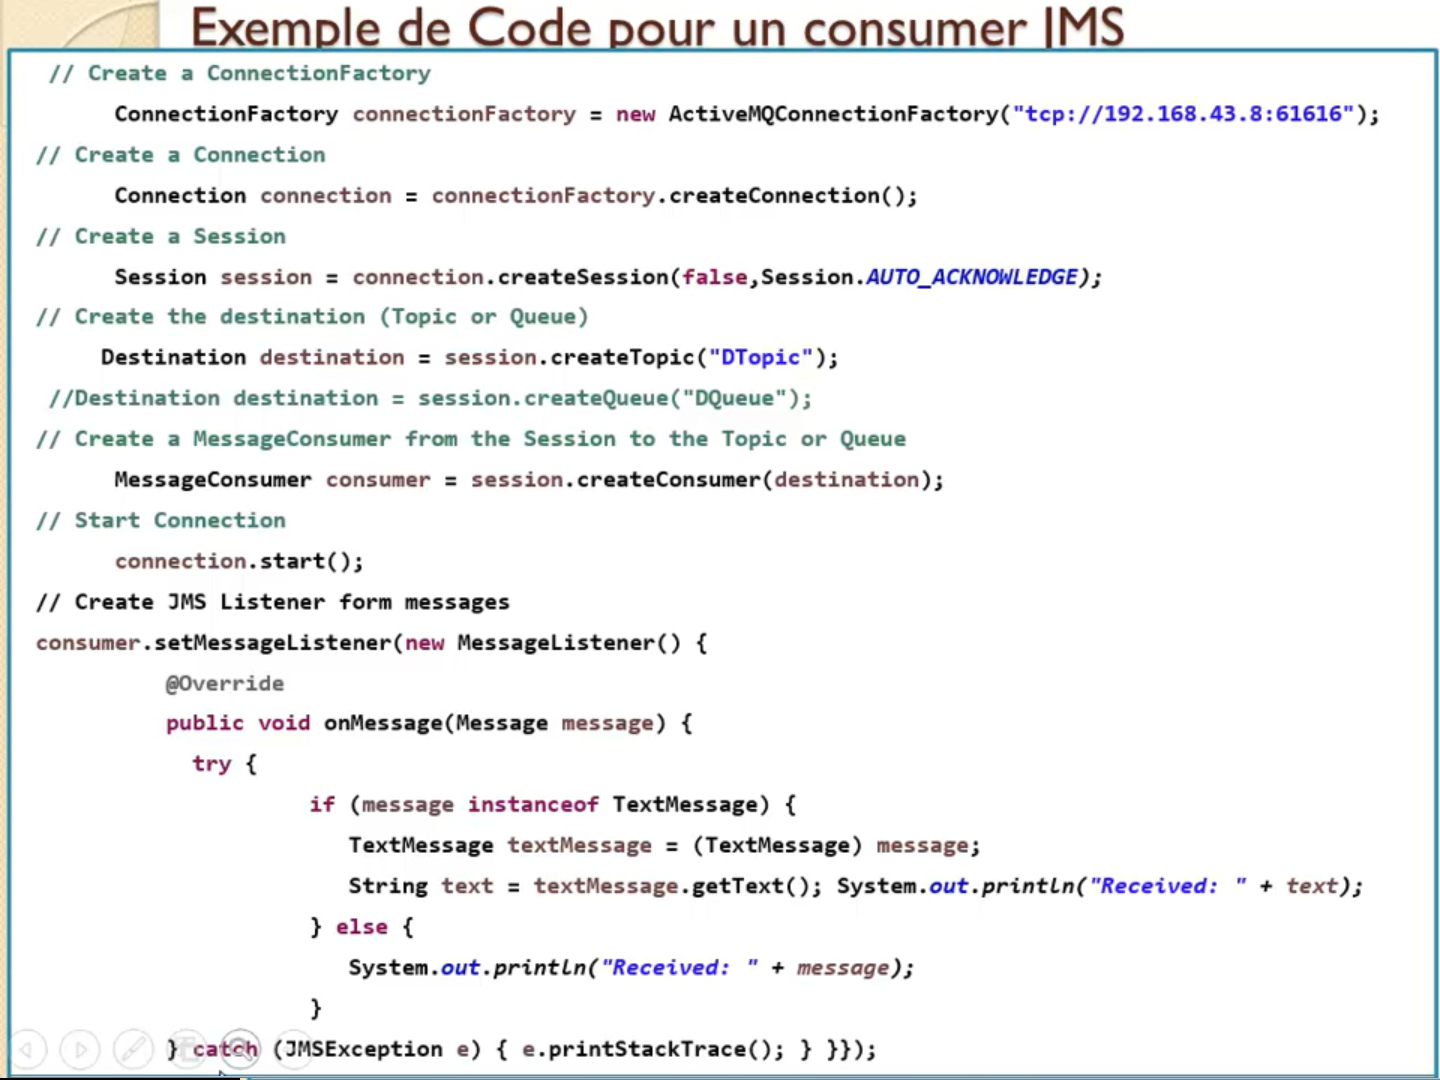 Exemple de Code pour un consumer JMS
// Create a ConnectionFactory
ConnectionFactory connectionFactory = new ActiveMQConnectionFactory("tcp://192.168.43.8:61616");
// Create a Connection
Connection connection = connectionFactory.createConnection();
// Create a Session
Session session = connection.createSession(false,Session.AUTO_ACKNOWLEDGE);
// Create the destination (Topic or Queue)
Destination destination = session.createTopic("DTopic");
//Destination destination = session.createQueue("DQueue");
// Create a MessageConsumer from the Session to the Topic or Queue
MessageConsumer consumer = session.createConsumer(destination);
// Start Connection
connection.start();
// Create JMS Listener form messages
consumer.setMessageListener(new MessageListener() {
@Override
public void onMessage(Message message) {
try {
if (message instanceof TextMessage) {
TextMessage textMessage = (TextMessage) message;
String text = textMessage.getText(); System.out.println("Received: " + text);
} else {
System.out.println("Received: " + message);
}
} catch (JMSException e) { e.printStackTrace(); } }});